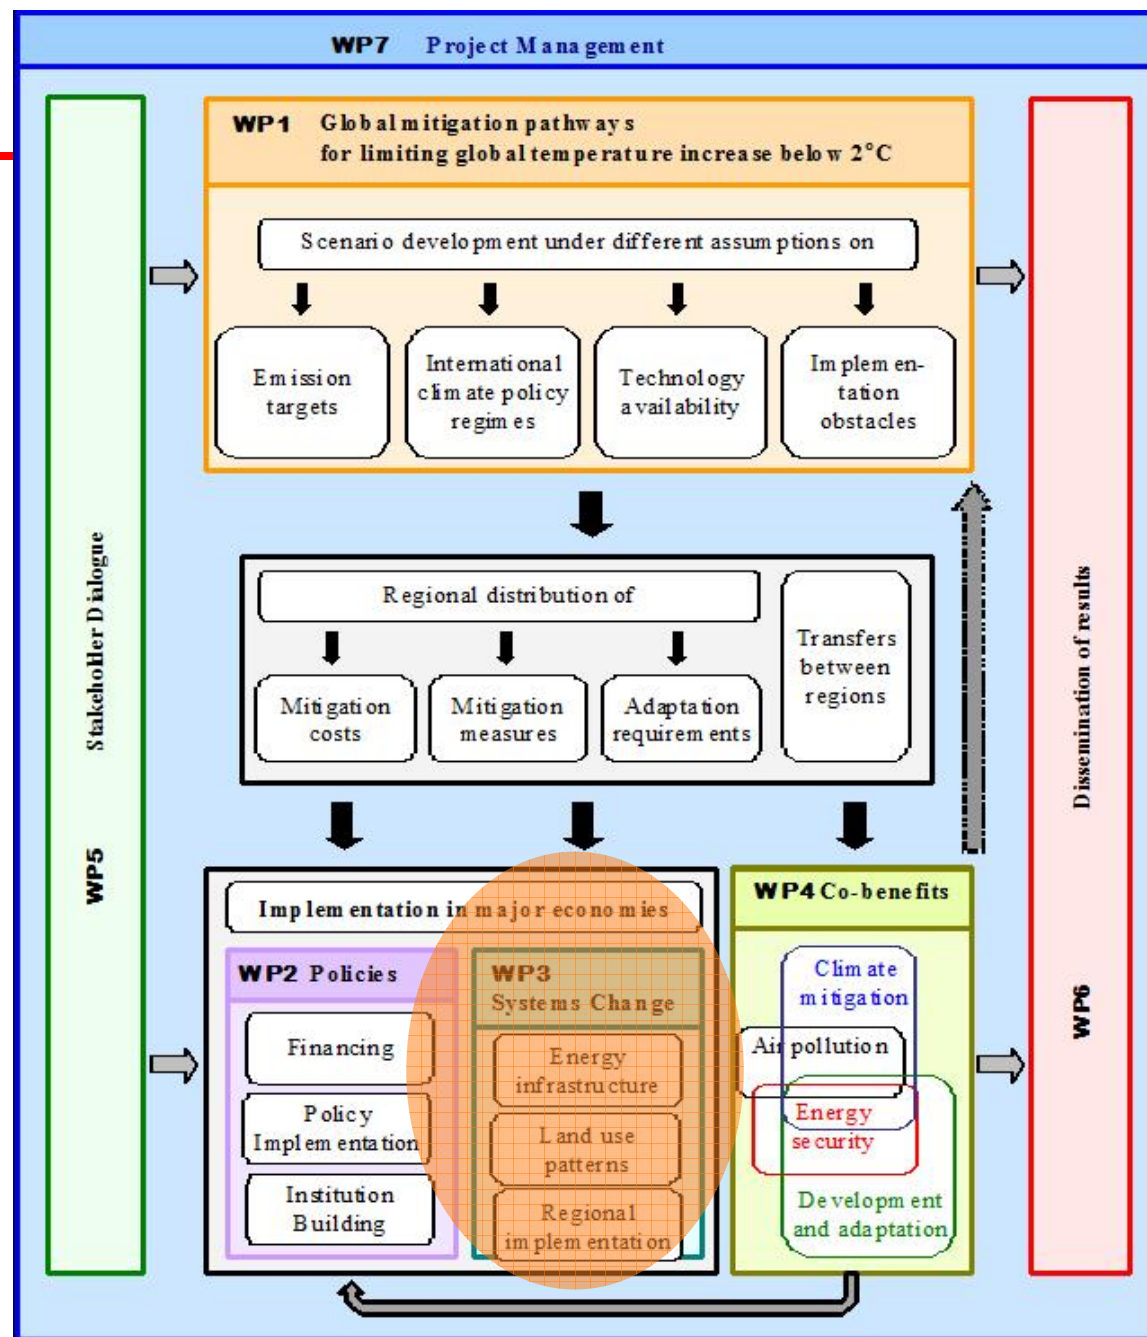 WP7 Project Management
WP1 Global mitigation pathways
for limiting global temperature increase below 2°C
Scenario development under different assumptions on
Emission
targets
International
climate policy
regimes
Technology
availability
Implemen-
tation
obstacles
Regional distribution of
Mitigation
costs
Mitigation
measures
Adaptation
requirements
Transfers
between
regions
Implementation in major economies
WP2 Policies
Financing
Policy
Implementation
Institution
Building
WP3
Systems Change
Energy
infrastructure
Land use
patterns
Regional
implementation
WP4 Co-benefits
Climate
mitigation
Air pollution
Energy
security
Development
and adaptation
WP5 Stakeholder Dialogue
WP6 Dissemination of results